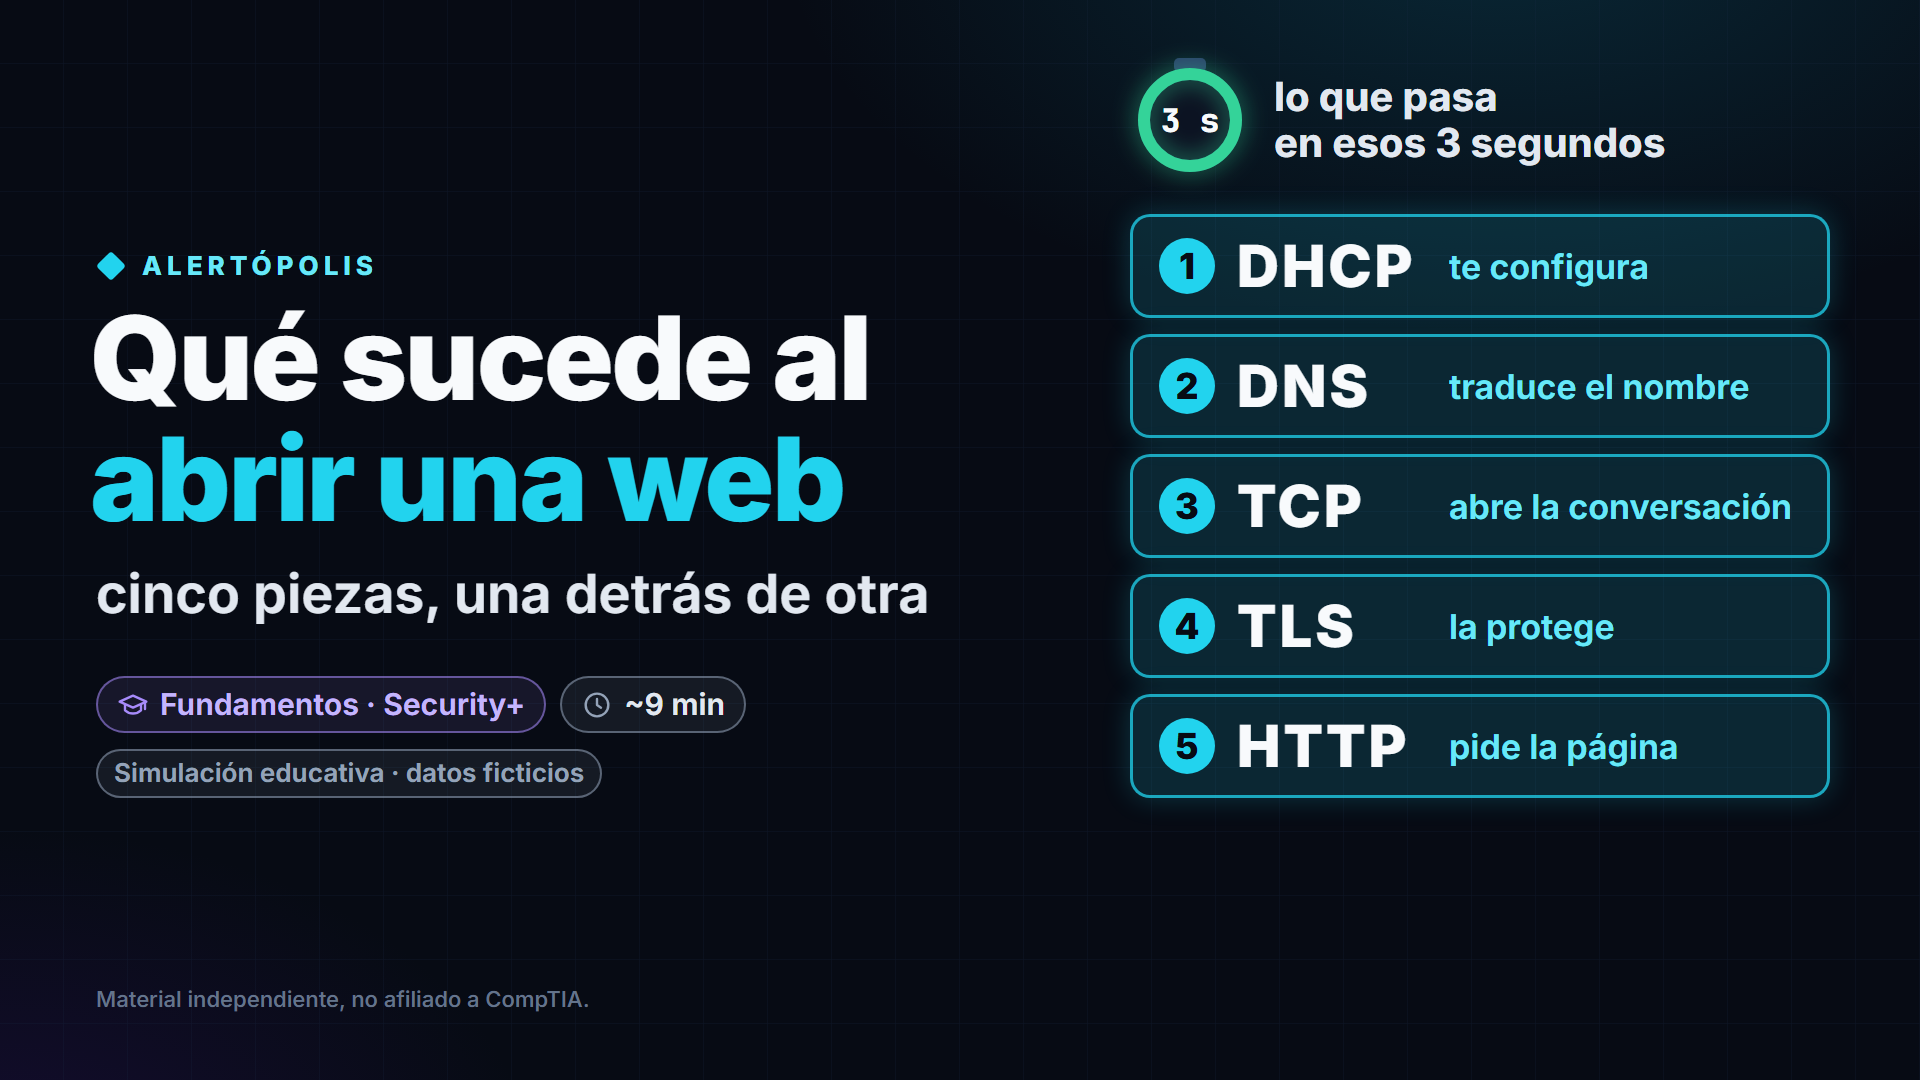 ALERTÓPOLIS
Qué sucede al
abrir una web
cinco piezas, una detrás de otra
Fundamentos · Security+
~9 min
Simulación educativa · datos ficticios
Material independiente, no afiliado a CompTIA.
3 s
lo que pasa
en esos 3 segundos
1 DHCP te configura
2 DNS traduce el nombre
3 TCP abre la conversación
4 TLS la protege
5 HTTP pide la página